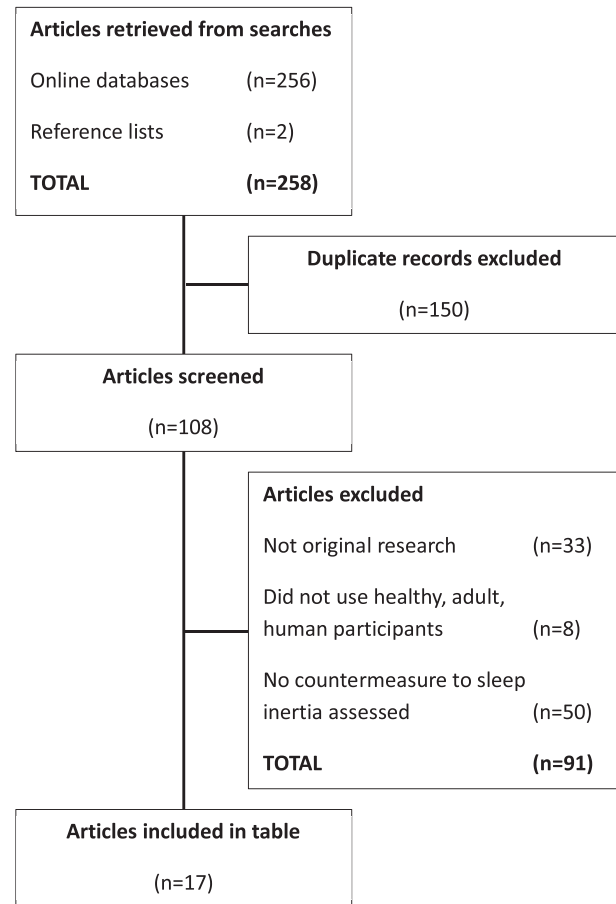 Articles retrieved from searches
Online databases (n=256)
Reference lists (n=2)
TOTAL (n=258)
Duplicate records excluded
(n=150)
Articles screened
(n=108)
Articles excluded
Not original research (n=33)
Did not use healthy, adult,
human participants (n=8)
No countermeasure to sleep
inertia assessed (n=50)
TOTAL (n=91)
Articles included in table
(n=17)